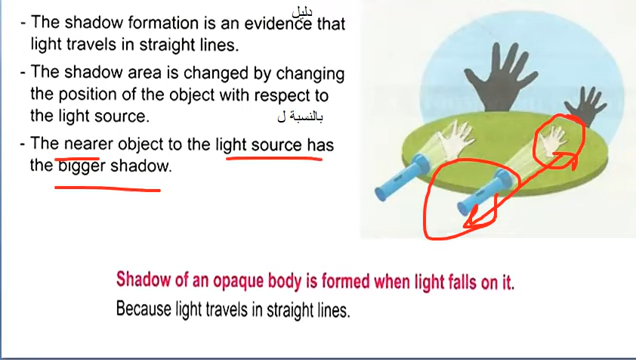 دليل
- The shadow formation is an evidence that
light travels in straight lines.
- The shadow area is changed by changing
the position of the object with respect to
the light source.
بالنسبة ل
- The nearer object to the light source has
the bigger shadow.
Shadow of an opaque body is formed when light falls on it.
Because light travels in straight lines.